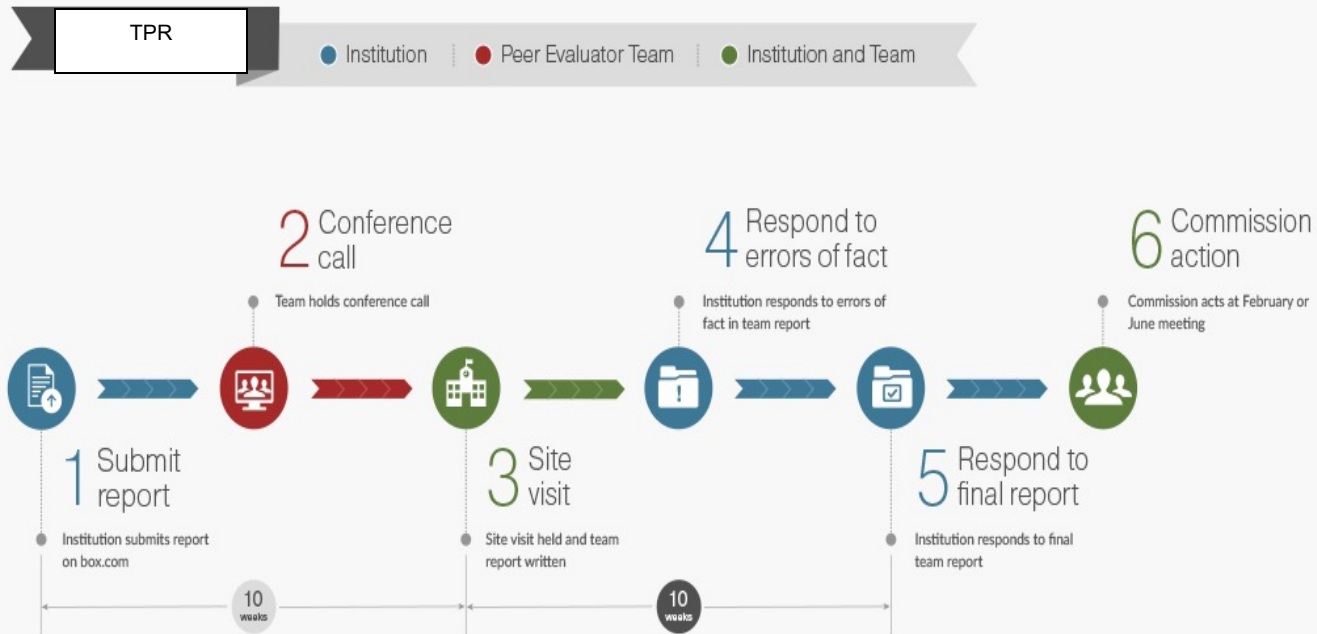 TPR
Institution
Peer Evaluator Team
Institution and Team
2 Conference
call
Team holds conference call
4 Respond to
errors of fact
Institution responds to errors of
fact in team report
6 Commission
action
Commission acts at February or
June meeting
!
1 Submit
report
Institution submits report
on box.com
3 Site
visit
Site visit held and team
report written
5 Respond to
final report
Institution responds to final
team report
10
weeks
10
weeks